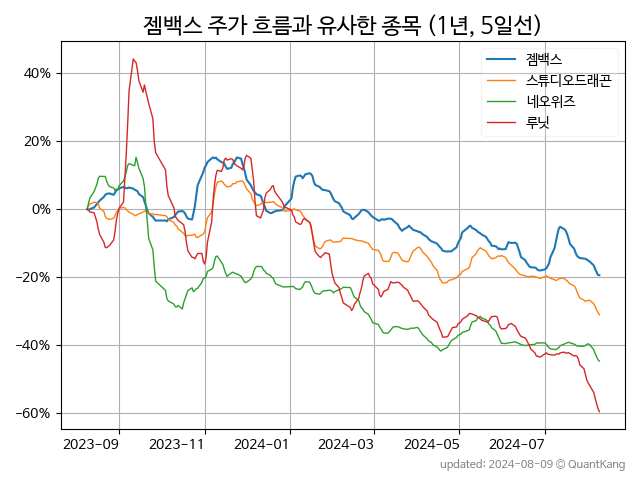 젬백스 주가 흐름과 유사한 종목 (1년, 5일선)
젬백스
스튜디오드래곤
네오위즈
루닛
40%
20%
0%
−20%
−40%
−60%
2023-09 2023-11 2024-01 2024-03 2024-05 2024-07
updated: 2024-08-09 © QuantKang